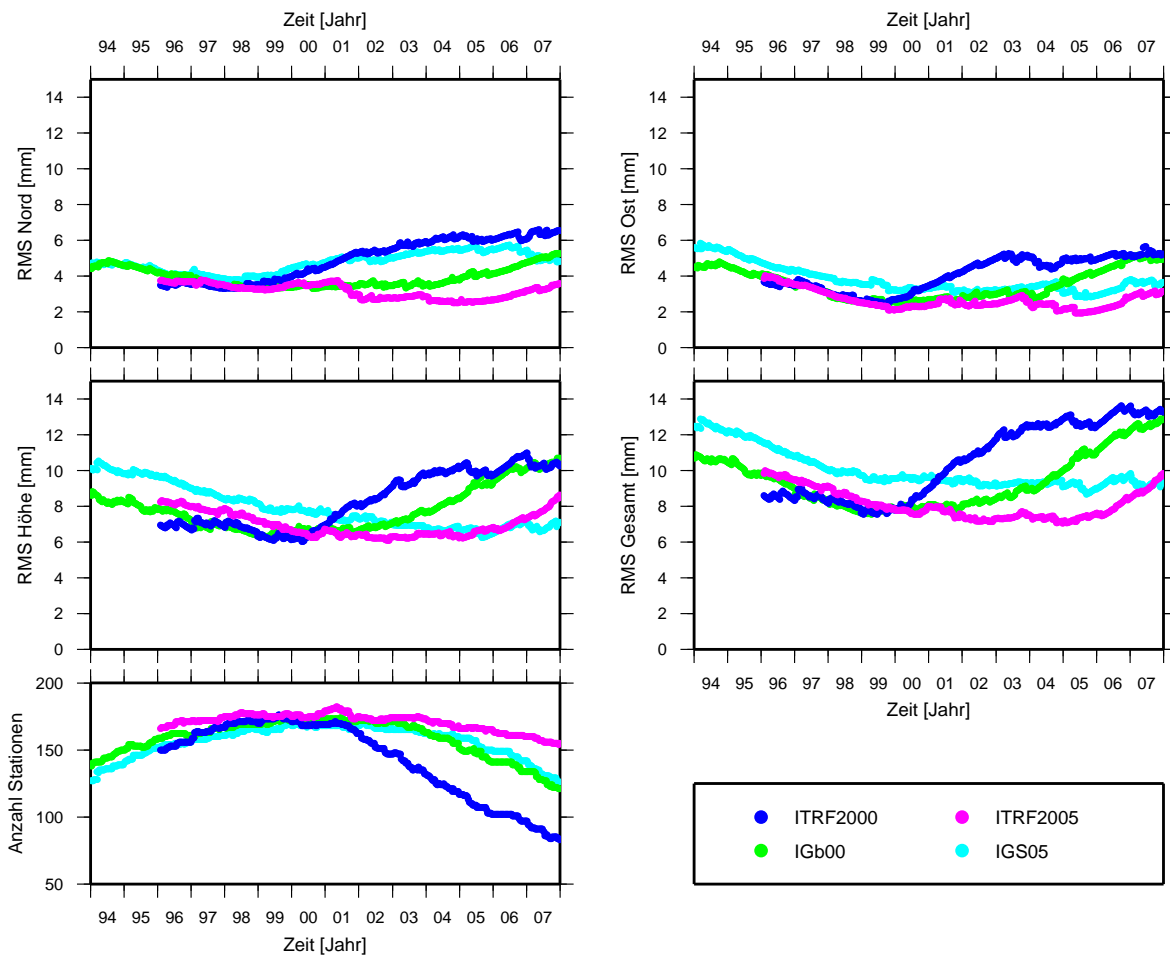 Zeit [Jahr]
94 95 96 97 98 99 00 01 02 03 04 05 06 07
14
12
10
8
6
4
2
0
RMS Nord [mm]
Zeit [Jahr]
94 95 96 97 98 99 00 01 02 03 04 05 06 07
14
12
10
8
6
4
2
0
RMS Ost [mm]
14
12
10
8
6
4
2
0
RMS Höhe [mm]
14
12
10
8
6
4
2
0
RMS Gesamt [mm]
94 95 96 97 98 99 00 01 02 03 04 05 06 07
Zeit [Jahr]
200
150
100
50
Anzahl Stationen
94 95 96 97 98 99 00 01 02 03 04 05 06 07
Zeit [Jahr]
ITRF2000 ITRF2005
IGb00 IGS05